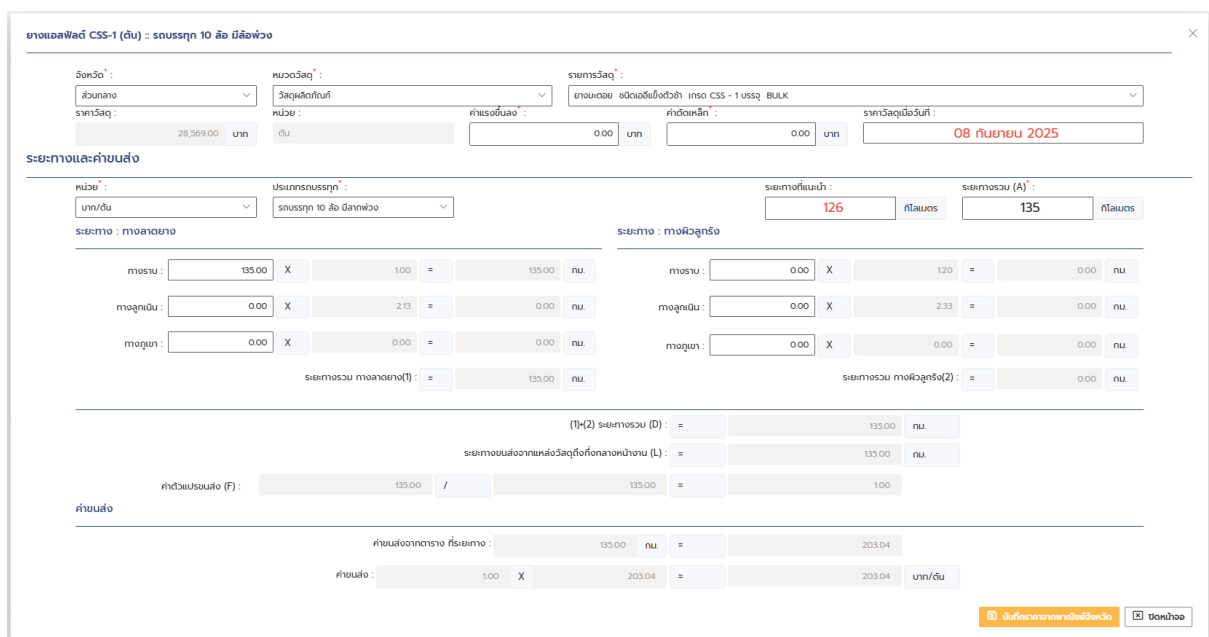 ยางแอสฟัลต์ CSS-1 (ตัน) :: รถบรรทุก 10 ล้อ มีล้อพ่วง
จังหวัด* : หมวดวัสดุ* : รายการวัสดุ* :
ส่วนกลาง วัสดุผลิตภัณฑ์ ยางมะตอย ชนิดเออีแข็งตัวช้า เกรด CSS - 1 บรรจุ BULK
ราคาวัสดุ : หน่วย : ค่าแรงขึ้นลง* : ค่าตัดเหล็ก* : ราคาวัสดุเมื่อวันที่ :
28,569.00 บาท ตัน 0.00 บาท 0.00 บาท 08 กันยายน 2025
ระยะทางและค่าขนส่ง
หน่วย* : ประเภทรถบรรทุก* : ระยะทางที่แนะนำ : ระยะทางรวม (A)* :
บาท/ตัน รถบรรทุก 10 ล้อ มีลากพ่วง 126 กิโลเมตร 135 กิโลเมตร
ระยะทาง : ทางลาดยาง ระยะทาง : ทางผิวลูกรัง
ทางราบ : 135.00 X 1.00 = 135.00 กม. ทางราบ : 0.00 X 1.20 = 0.00 กม.
ทางลูกเนิน : 0.00 X 2.13 = 0.00 กม. ทางลูกเนิน : 0.00 X 2.33 = 0.00 กม.
ทางภูเขา : 0.00 X 0.00 = 0.00 กม. ทางภูเขา : 0.00 X 0.00 = 0.00 กม.
ระยะทางรวม ทางลาดยาง(1) : = 135.00 กม. ระยะทางรวม ทางผิวลูกรัง(2) : = 0.00 กม.
(1)+(2) ระยะทางรวม (D) : = 135.00 กม.
ระยะทางขนส่งจากแหล่งวัสดุถึงกึ่งกลางหน้างาน (L) : = 135.00 กม.
ค่าตัวแปรขนส่ง (F) : 135.00 / 135.00 = 1.00
ค่าขนส่ง
ค่าขนส่งจากตาราง ที่ระยะทาง : 135.00 กม. = 203.04
ค่าขนส่ง : 1.00 X 203.04 = 203.04 บาท/ตัน
บันทึกราคาจากพาณิชย์จังหวัด ปิดหน้าจอ